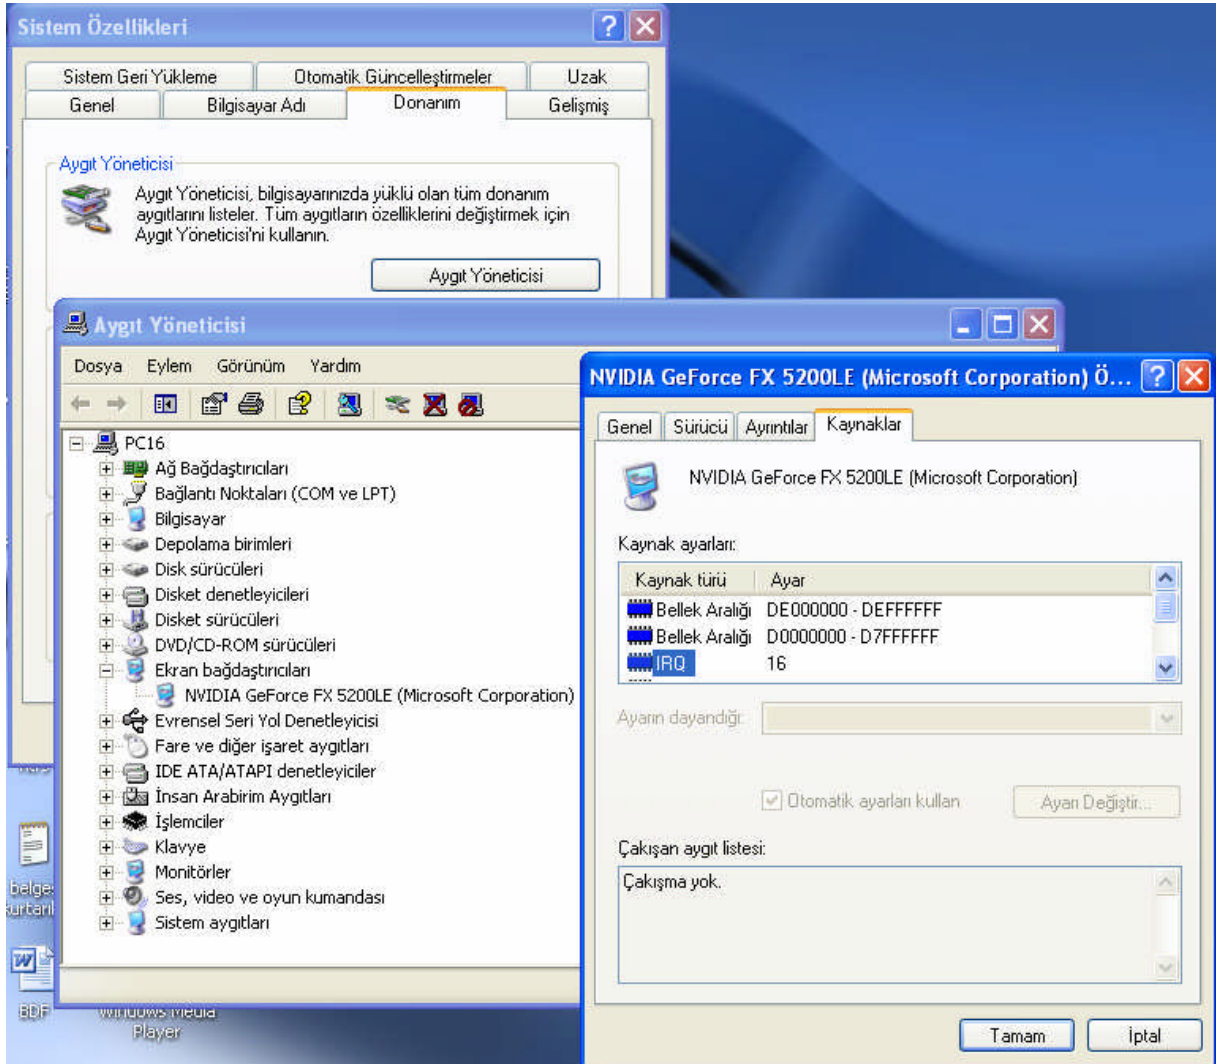 Sistem Özellikleri
Sistem Geri Yükleme
Otomatik Güncelleştirmeler
Uzak
Genel
Bilgisayar Adı
Donanım
Gelişmiş
Aygıt Yöneticisi
Aygıt Yöneticisi, bilgisayarınızda yüklü olan tüm donanım
aygıtlarını listeler. Tüm aygıtların özelliklerini değiştirmek için
Aygıt Yöneticisi'ni kullanın.
Aygıt Yöneticisi
Aygıt Yöneticisi
Dosya Eylem Görünüm Yardım
PC16
Ağ Bağdaştırıcıları
Bağlantı Noktaları (COM ve LPT)
Bilgisayar
Depolama birimleri
Disk sürücüleri
Disket denetleyicileri
Disket sürücüleri
DVD/CD-ROM sürücüleri
Ekran bağdaştırıcıları
NVIDIA GeForce FX 5200LE (Microsoft Corporation)
Evrensel Seri Yol Denetleyicisi
Fare ve diğer işaret aygıtları
IDE ATA/ATAPI denetleyiciler
İnsan Arabirim Aygıtları
İşlemciler
Klavye
Monitörler
Ses, video ve oyun kumandası
Sistem aygıtları
NVIDIA GeForce FX 5200LE (Microsoft Corporation) Ö...
Genel Sürücü Ayrıntılar Kaynaklar
NVIDIA GeForce FX 5200LE (Microsoft Corporation)
Kaynak ayarları:
Kaynak türü Ayar
Bellek Aralığı DE000000 - DEFFFFFF
Bellek Aralığı D0000000 - D7FFFFFF
IRQ 16
Ayarın dayandığı:
Otomatik ayarları kullan
Ayarı Değiştir...
Çakışan aygıt listesi:
Çakışma yok.
Tamam
İptal
BDF
Windows Media
Player